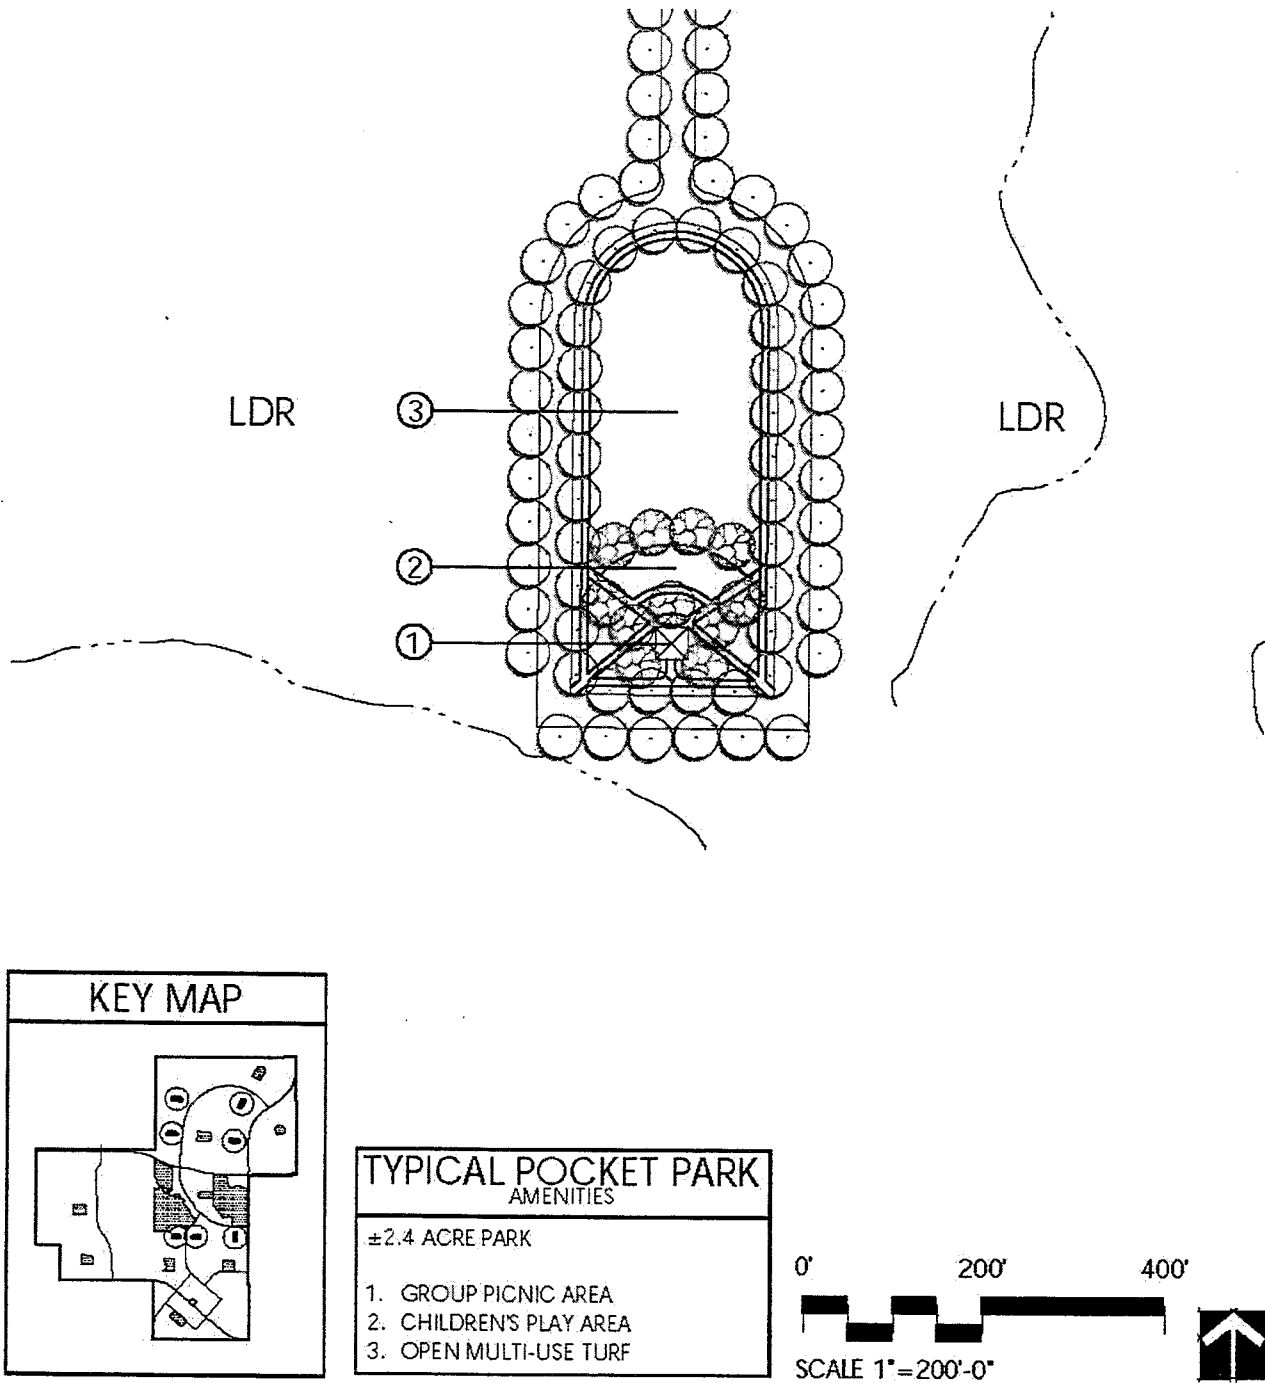 LDR
3
LDR
2
1
KEY MAP
TYPICAL POCKET PARK
AMENITIES
±2.4 ACRE PARK
1. GROUP PICNIC AREA
2. CHILDREN'S PLAY AREA
3. OPEN MULTI-USE TURF
0' 200' 400'
SCALE 1"=200'-0"